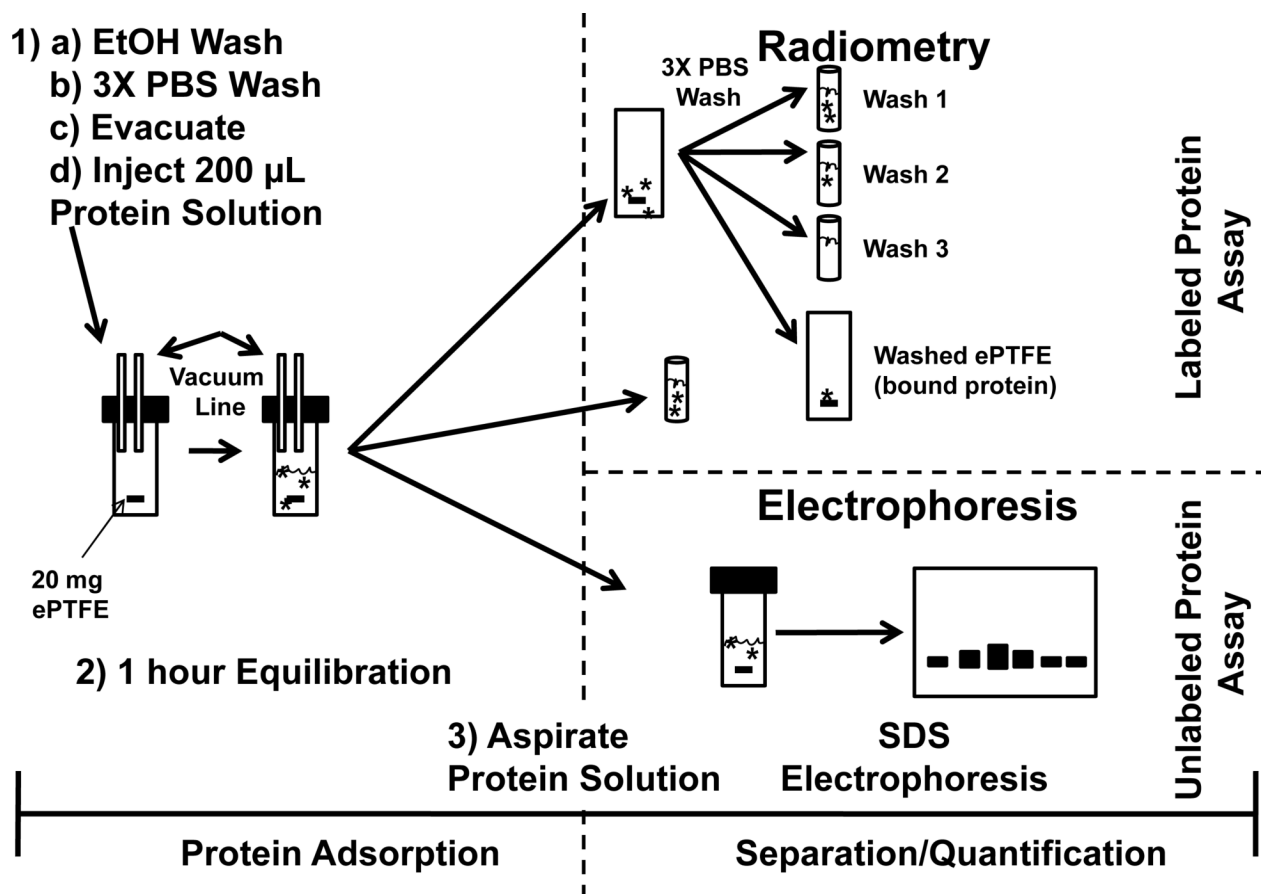 1) a) EtOH Wash
b) 3X PBS Wash
c) Evacuate
d) Inject 200 µL
Protein Solution
Vacuum
Line
20 mg
ePTFE
2) 1 hour Equilibration
3) Aspirate
Protein Solution
Radiometry
3X PBS
Wash
Wash 1
Wash 2
Wash 3
Washed ePTFE
(bound protein)
Labeled Protein
Assay
Electrophoresis
SDS
Electrophoresis
Unlabeled Protein
Assay
Protein Adsorption
Separation/Quantification